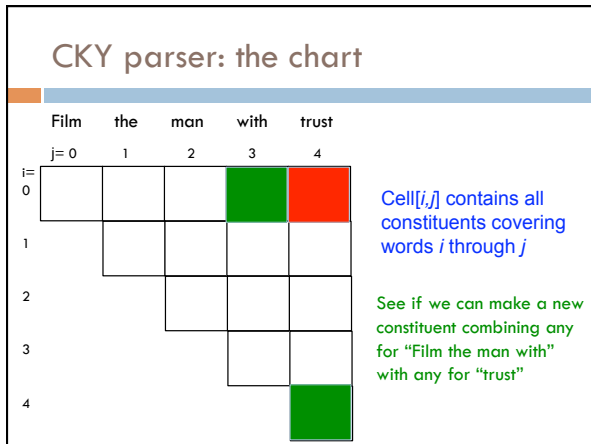 CKY parser: the chart
Film the man with trust
j= 0 1 2 3 4
i=
0
1
2
3
4
Cell[i,j] contains all
constituents covering
words i through j
See if we can make a new
constituent combining any
for “Film the man with”
with any for “trust”